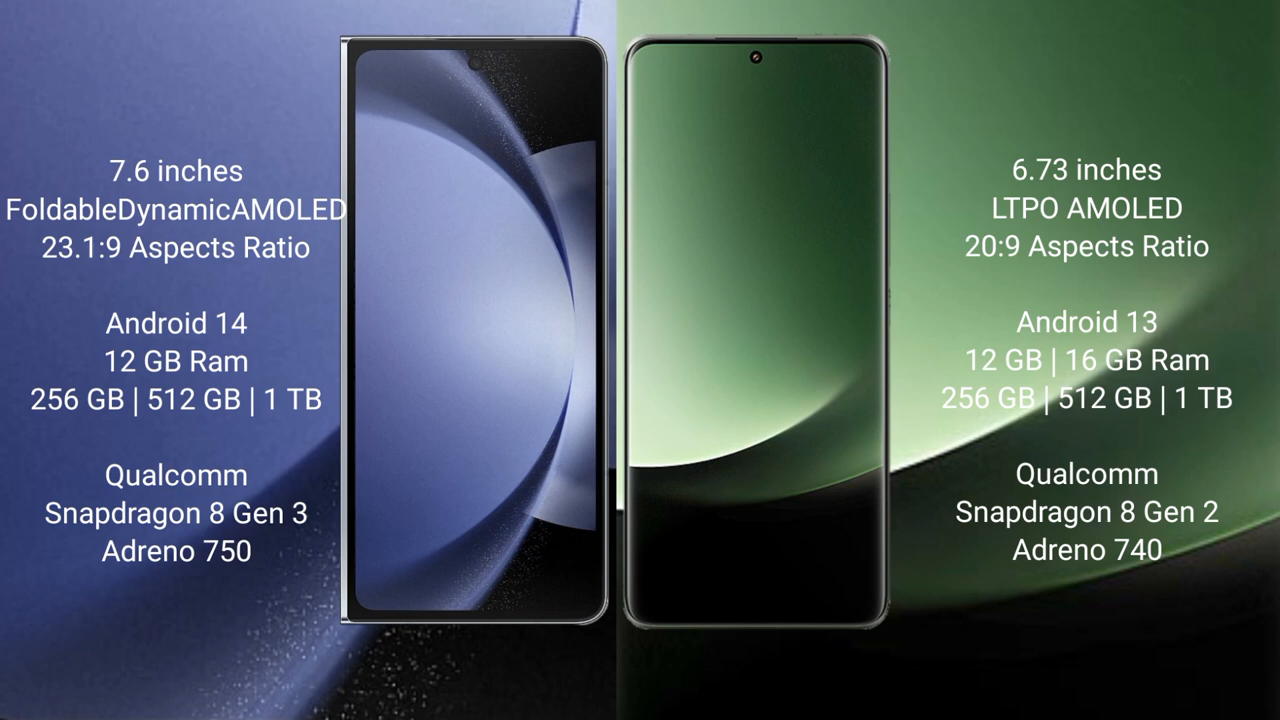 7.6 inches
FoldableDynamicAMOLED
23.1:9 Aspects Ratio
Android 14
12 GB Ram
256 GB | 512 GB | 1 TB
Qualcomm
Snapdragon 8 Gen 3
Adreno 750
6.73 inches
LTPO AMOLED
20:9 Aspects Ratio
Android 13
12 GB | 16 GB Ram
256 GB | 512 GB | 1 TB
Qualcomm
Snapdragon 8 Gen 2
Adreno 740